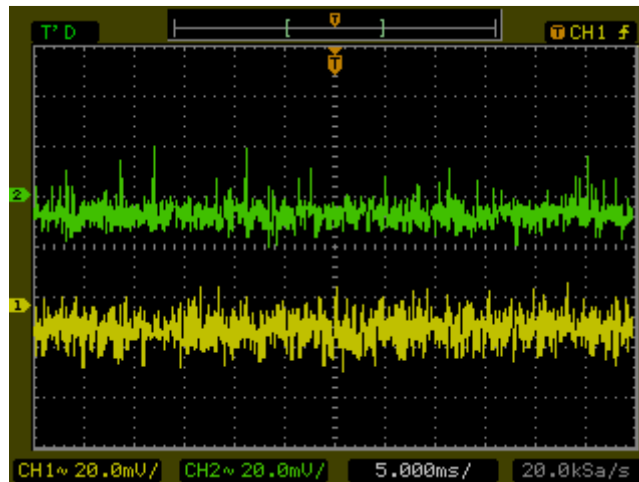 T'D T CH1
T
2
1
CH1~ 20.0mV/ CH2~ 20.0mV/ 5.000ms/ 20.0kSa/s